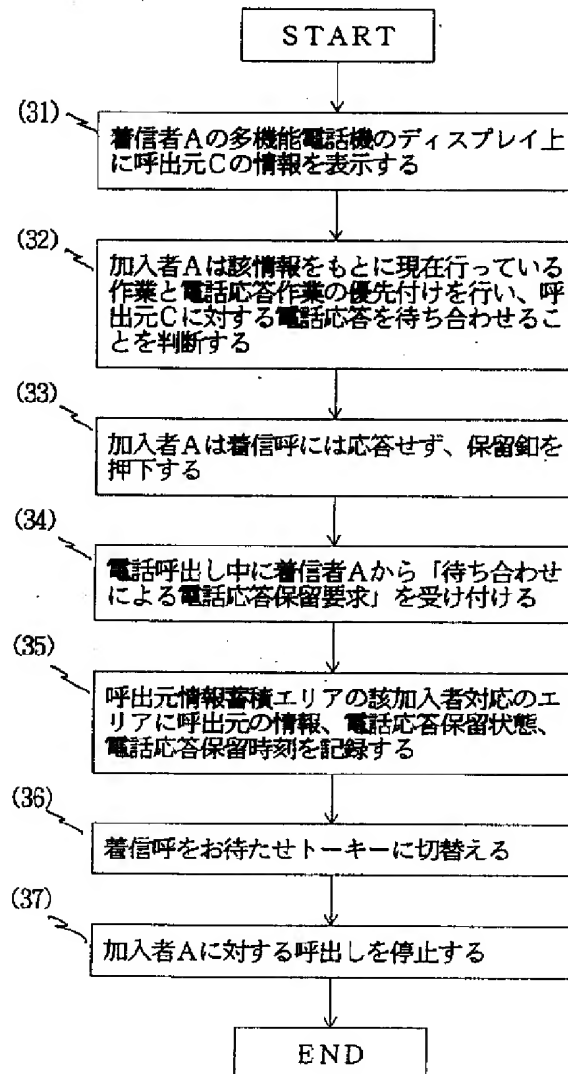 START
(31)
着信者Aの多機能電話機のディスプレイ上
に呼出元Cの情報を表示する
(32)
加入者Aは該情報をもとに現在行っている
作業と電話応答作業の優先付けを行い、呼
出元Cに対する電話応答を待ち合わせるこ
とを判断する
(33)
加入者Aは着信呼には応答せず、保留釦を
押下する
(34)
電話呼出し中に着信者Aから「待ち合わせ
による電話応答保留要求」を受け付ける
(35)
呼出元情報蓄積エリアの該加入者対応のエ
リアに呼出元の情報、電話応答保留状態、
電話応答保留時刻を記録する
(36)
着信呼をお待たせトーキーに切替える
(37)
加入者Aに対する呼出しを停止する
END